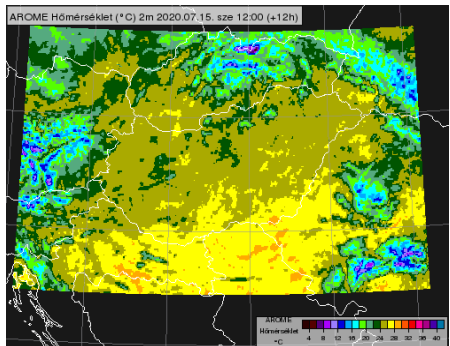 AROME Hőmérséklet (°C) 2m 2020.07.15. sze 12:00 (+12h)
AROME
Hőmérséklet
°C
4 8 12 16 20 24 28 32 36 40